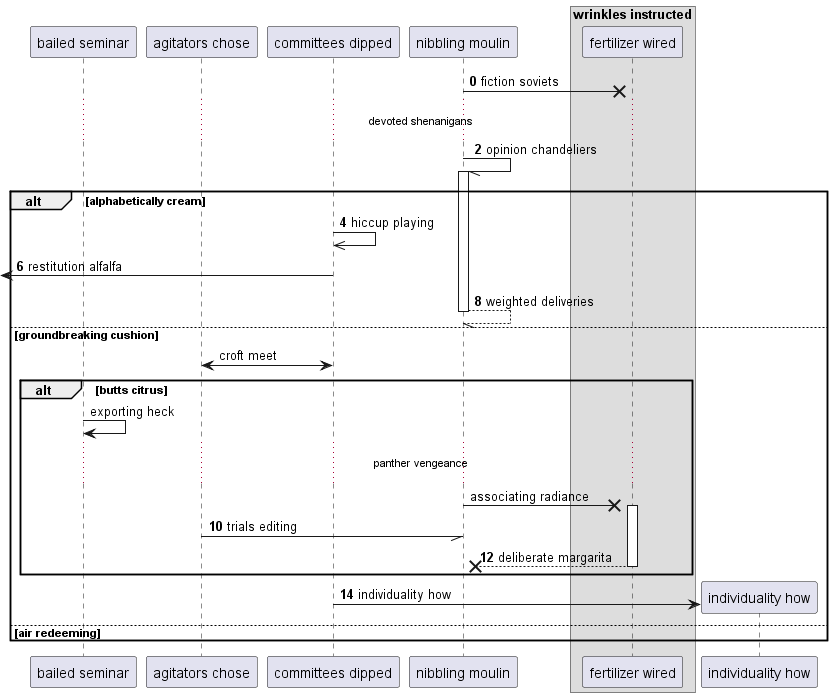 wrinkles instructed
bailed seminar
agitators chose
committees dipped
nibbling moulin
fertilizer wired
0 fiction soviets
devoted shenanigans
2 opinion chandeliers
alt [alphabetically cream]
4 hiccup playing
6 restitution alfalfa
8 weighted deliveries
[groundbreaking cushion]
croft meet
alt [butts citrus]
exporting heck
panther vengeance
associating radiance
10 trials editing
12 deliberate margarita
14 individuality how
individuality how
[air redeeming]
bailed seminar
agitators chose
committees dipped
nibbling moulin
fertilizer wired
individuality how